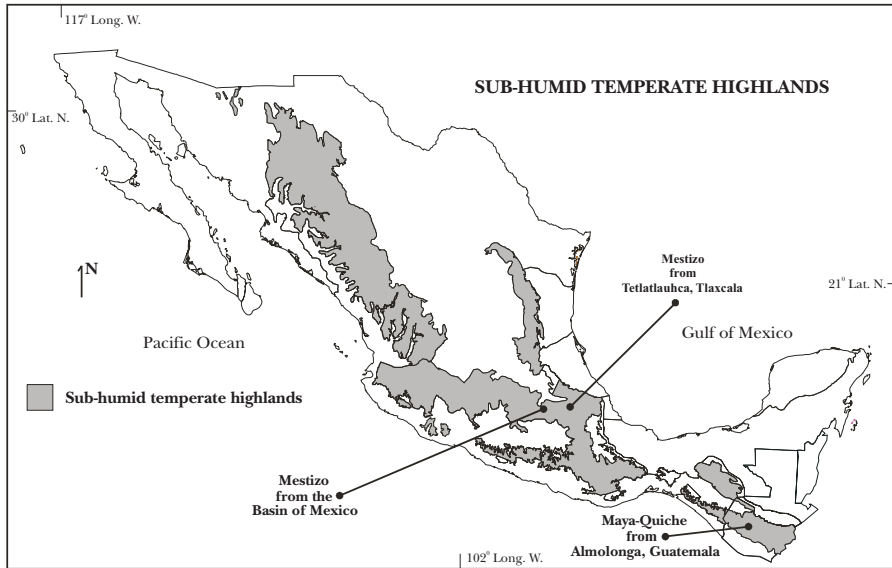 117° Long. W.
SUB-HUMID TEMPERATE HIGHLANDS
30° Lat. N.
N
Mestizo
from
Tetlatlauhca, Tlaxcala
21° Lat. N.
Pacific Ocean
Gulf of Mexico
Sub-humid temperate highlands
Mestizo
from the
Basin of Mexico
Maya-Quiche
from
Almolonga, Guatemala
102° Long. W.